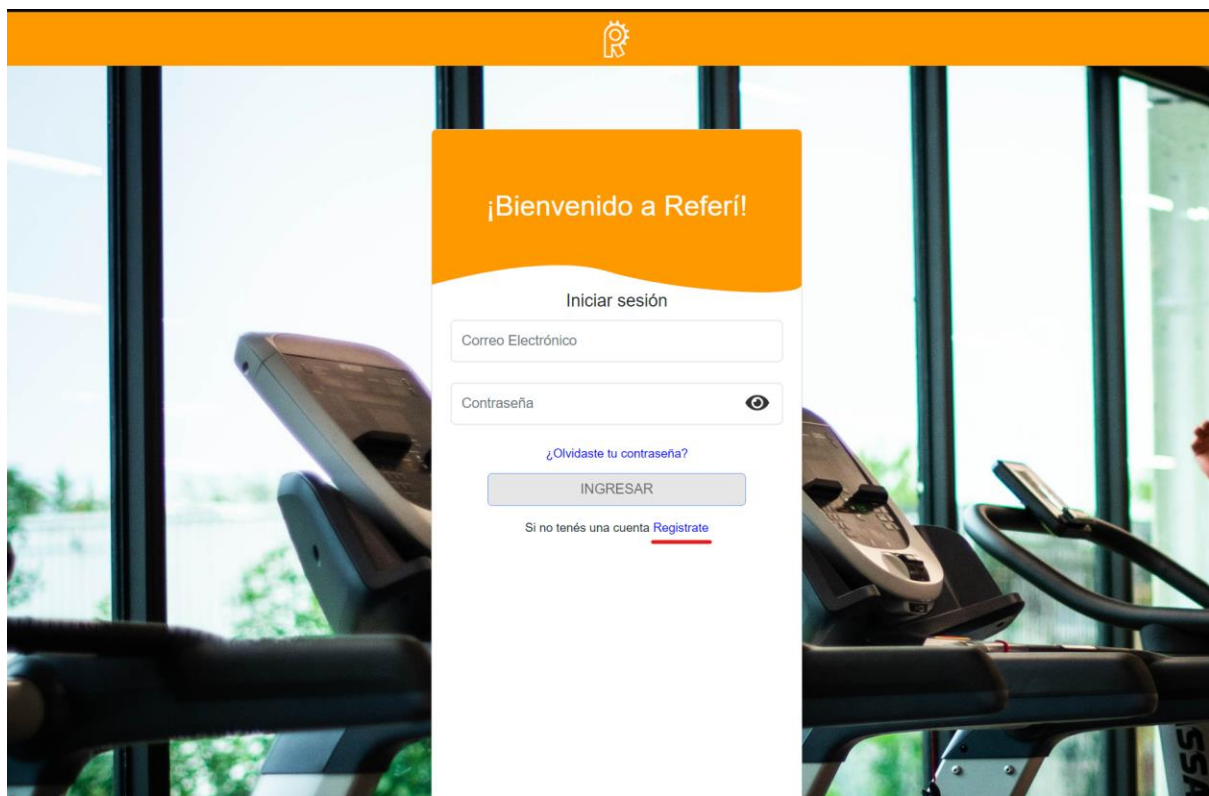 ¡Bienvenido a Referí!
Iniciar sesión
Correo Electrónico
Contraseña
¿Olvidaste tu contraseña?
INGRESAR
Si no tenés una cuenta Registrate